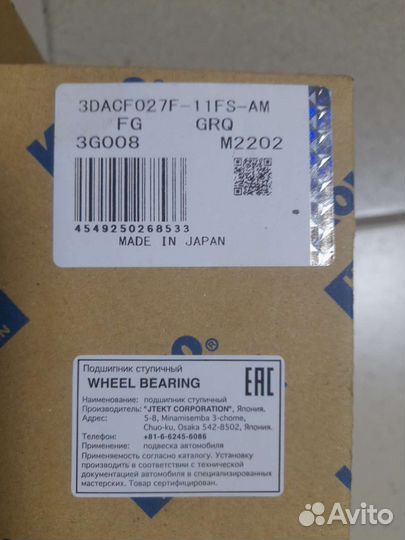 3DACF027F-11FS-AM
FG GRQ
3G008 M2202
4549250268533
MADE IN JAPAN
Подшипник ступичный
WHEEL BEARING
EAC
Наименование: подшипник ступичный
Производитель: "JTEKT CORPORATION", Япония.
Адрес: 5-8, Minamisemba 3-chome,
Chuo-ku, Osaka 542-8502, Япония.
Телефон: +81-6-6245-6086
Применение: подвеска автомобиля
Применяемость согласно каталогу. Установку
производить в соответствии с технической
документацией автомобиля в специализированных
мастерских. Товар сертифицирован.
Avito